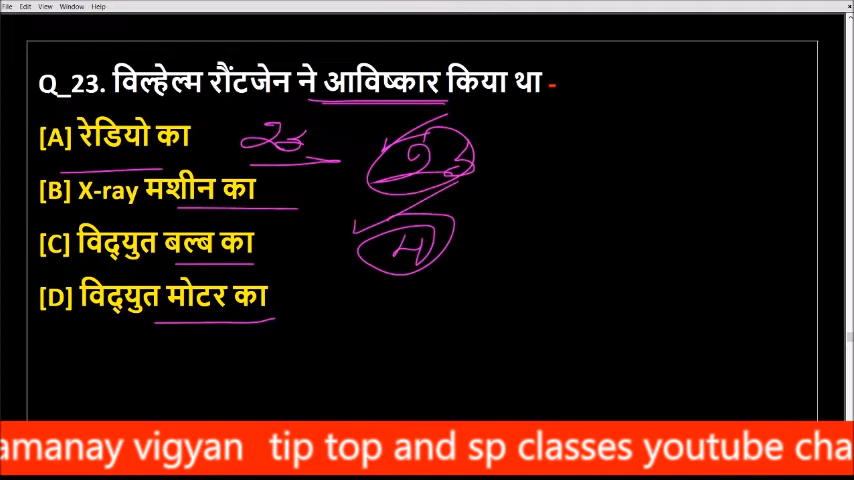 File Edit View Window Help
Q_23. विल्हेल्म रौंटजेन ने आविष्कार किया था -
[A] रेडियो का
[B] X-ray मशीन का
[C] विद्युत बल्ब का
[D] विद्युत मोटर का
amanay vigyan tip top and sp classes youtube cha